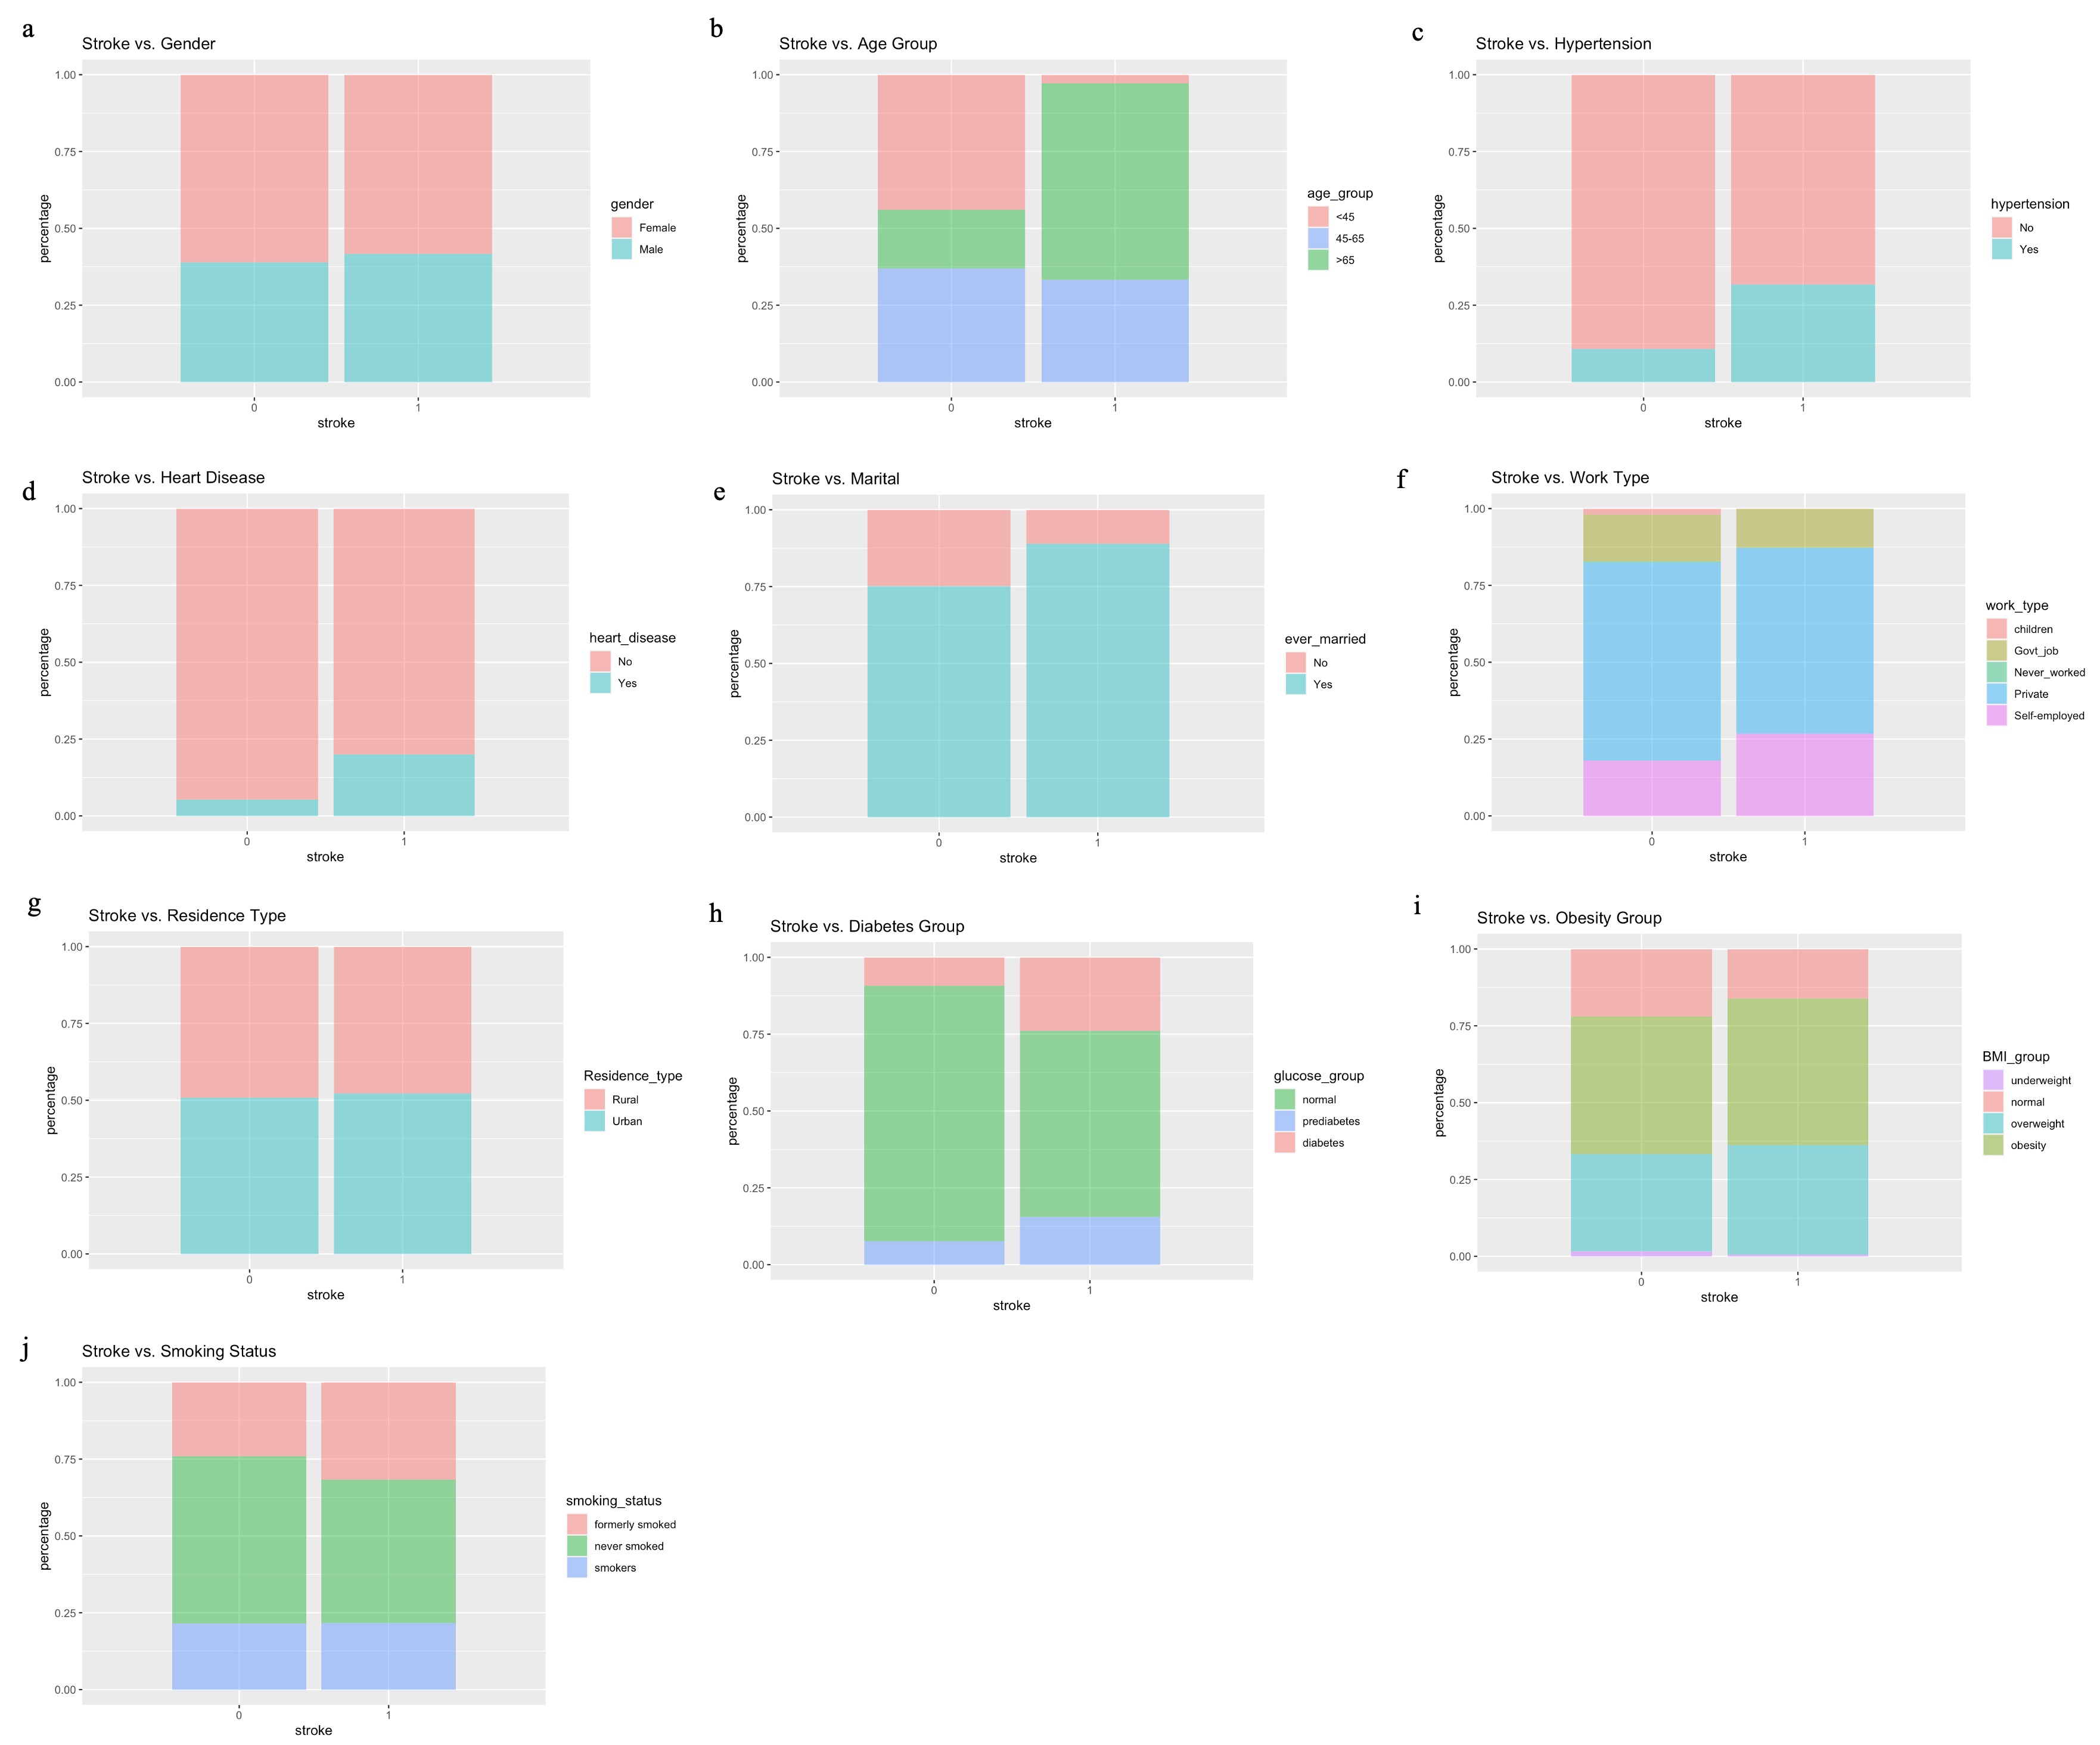 a
Stroke vs. Gender
1.00
0.75
0.50
0.25
0.00
percentage
0 1
stroke
gender
Female
Male
b
Stroke vs. Age Group
1.00
0.75
0.50
0.25
0.00
percentage
0 1
stroke
age_group
<45
45-65
>65
c
Stroke vs. Hypertension
1.00
0.75
0.50
0.25
0.00
percentage
0 1
stroke
hypertension
No
Yes
d
Stroke vs. Heart Disease
1.00
0.75
0.50
0.25
0.00
percentage
0 1
stroke
heart_disease
No
Yes
e
Stroke vs. Marital
1.00
0.75
0.50
0.25
0.00
percentage
0 1
stroke
ever_married
No
Yes
f
Stroke vs. Work Type
1.00
0.75
0.50
0.25
0.00
percentage
0 1
stroke
work_type
children
Govt_job
Never_worked
Private
Self-employed
g
Stroke vs. Residence Type
1.00
0.75
0.50
0.25
0.00
percentage
0 1
stroke
Residence_type
Rural
Urban
h
Stroke vs. Diabetes Group
1.00
0.75
0.50
0.25
0.00
percentage
0 1
stroke
glucose_group
normal
prediabetes
diabetes
i
Stroke vs. Obesity Group
1.00
0.75
0.50
0.25
0.00
percentage
0 1
stroke
BMI_group
underweight
normal
overweight
obesity
j
Stroke vs. Smoking Status
1.00
0.75
0.50
0.25
0.00
percentage
0 1
stroke
smoking_status
formerly smoked
never smoked
smokers